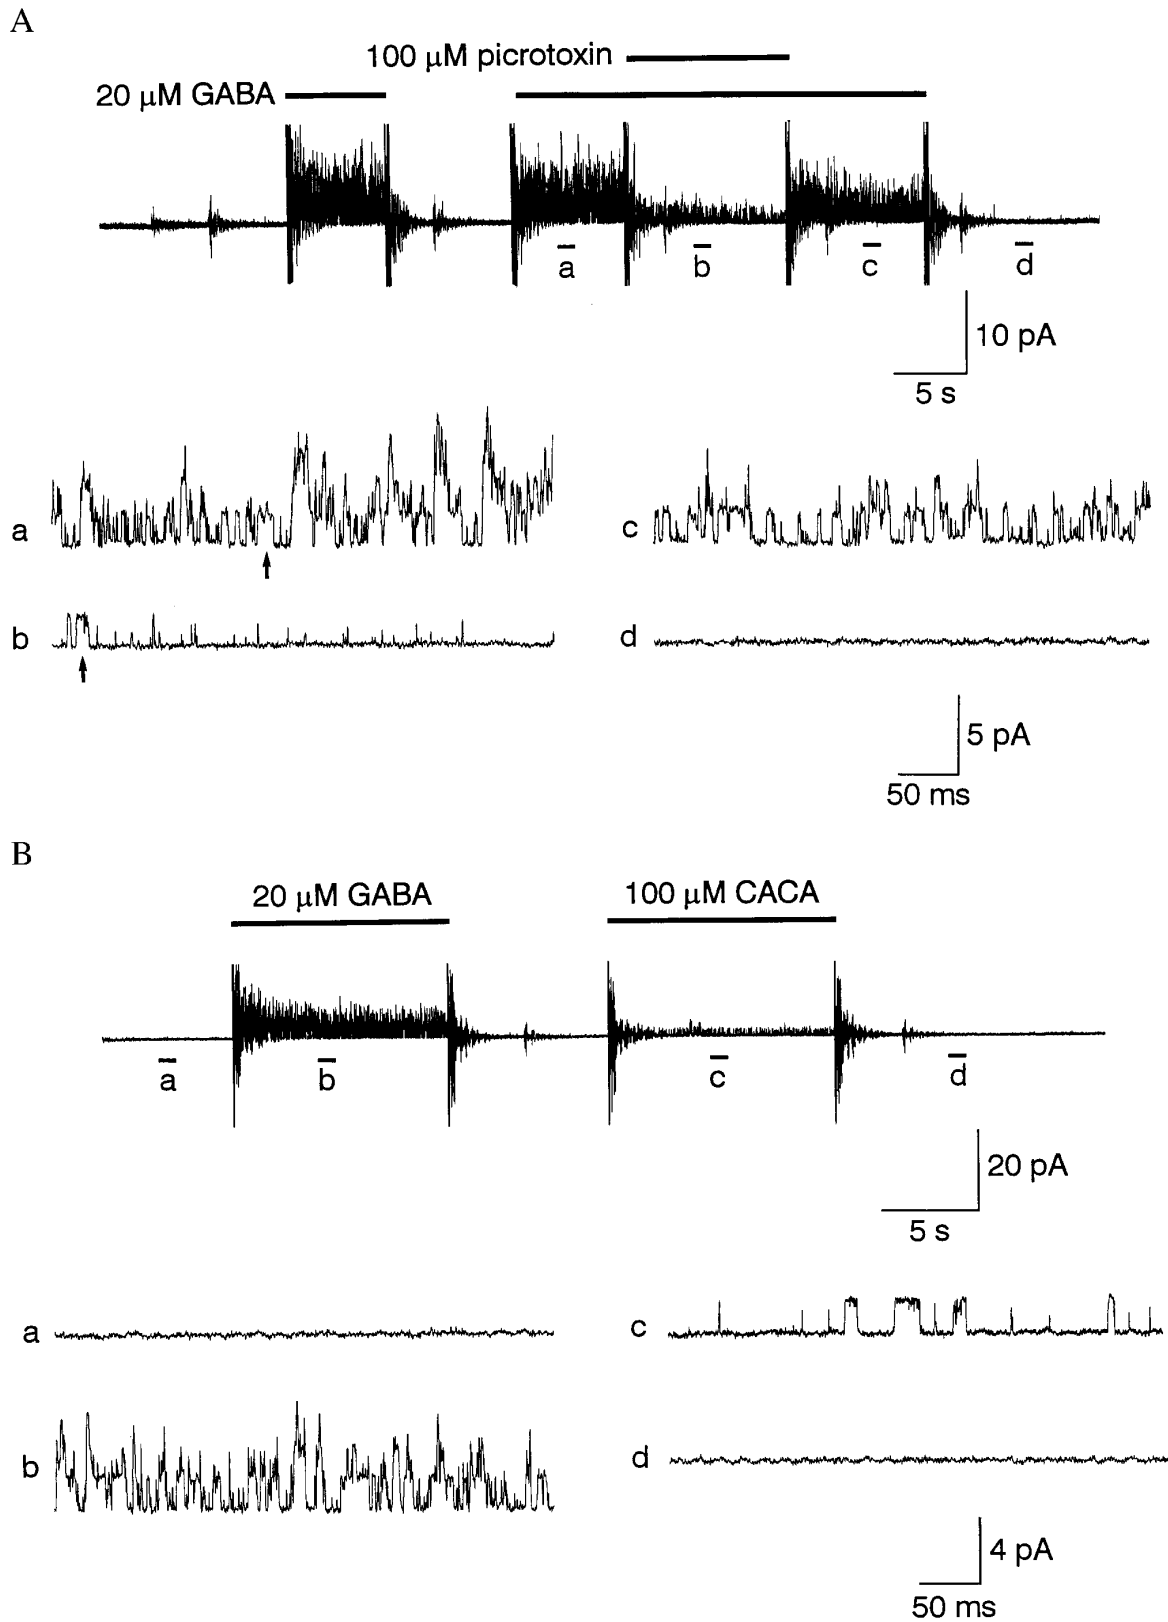 A
100 μM picrotoxin
20 μM GABA
a b c d
10 pA
5 s
a c
b d
5 pA
50 ms
B
20 μM GABA 100 μM CACA
a b c d
20 pA
5 s
a c
b d
4 pA
50 ms